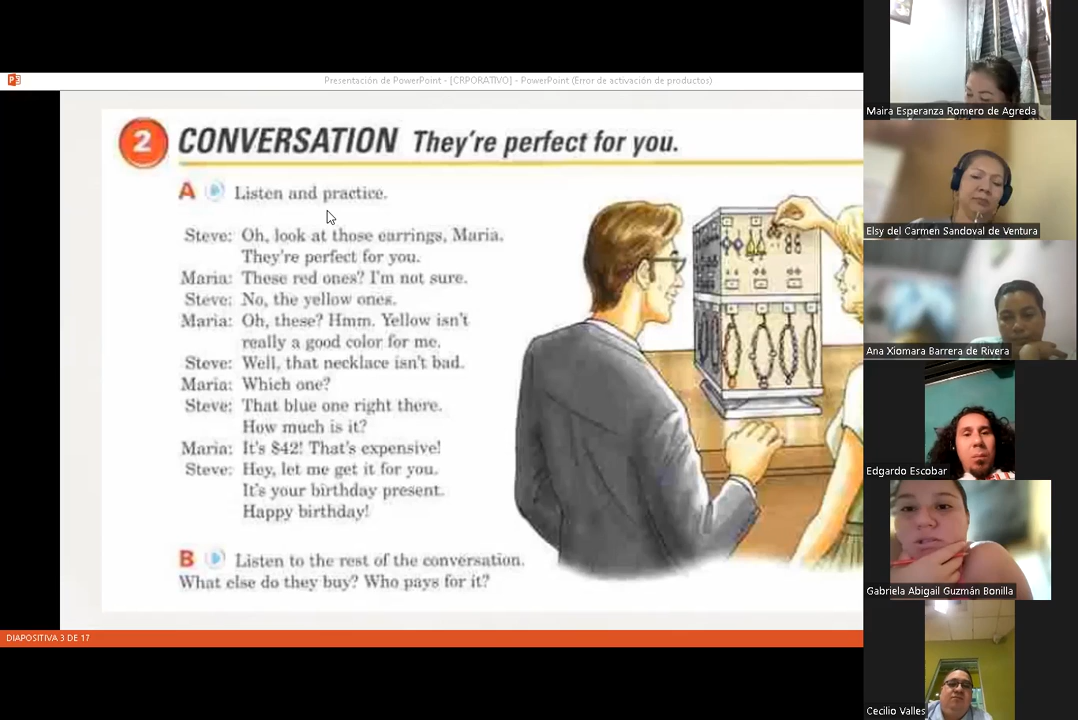 Presentación de PowerPoint - [CRPORATIVO] - PowerPoint (Error de activación de productos)
2 CONVERSATION They're perfect for you.
A Listen and practice.
Steve: Oh, look at those earrings, Maria.
They're perfect for you.
Maria: These red ones? I'm not sure.
Steve: No, the yellow ones.
Maria: Oh, these? Hmm. Yellow isn't
really a good color for me.
Steve: Well, that necklace isn't bad.
Maria: Which one?
Steve: That blue one right there.
How much is it?
Maria: It's $42! That's expensive!
Steve: Hey, let me get it for you.
It's your birthday present.
Happy birthday!
B Listen to the rest of the conversation.
What else do they buy? Who pays for it?
DIAPOSITIVA 3 DE 17
Maira Esperanza Romero de Agreda
Elsy del Carmen Sandoval de Ventura
Ana Xiomara Barrera de Rivera
Edgardo Escobar
Gabriela Abigail Guzmán Bonilla
Cecilio Valles